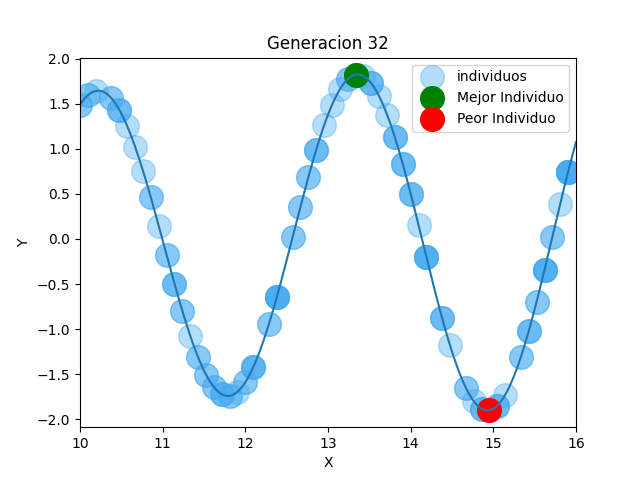 Generacion 32
individuos
Mejor Individuo
Peor Individuo
2.0
1.5
1.0
0.5
0.0
−0.5
−1.0
−1.5
−2.0
Y
10 11 12 13 14 15 16
X